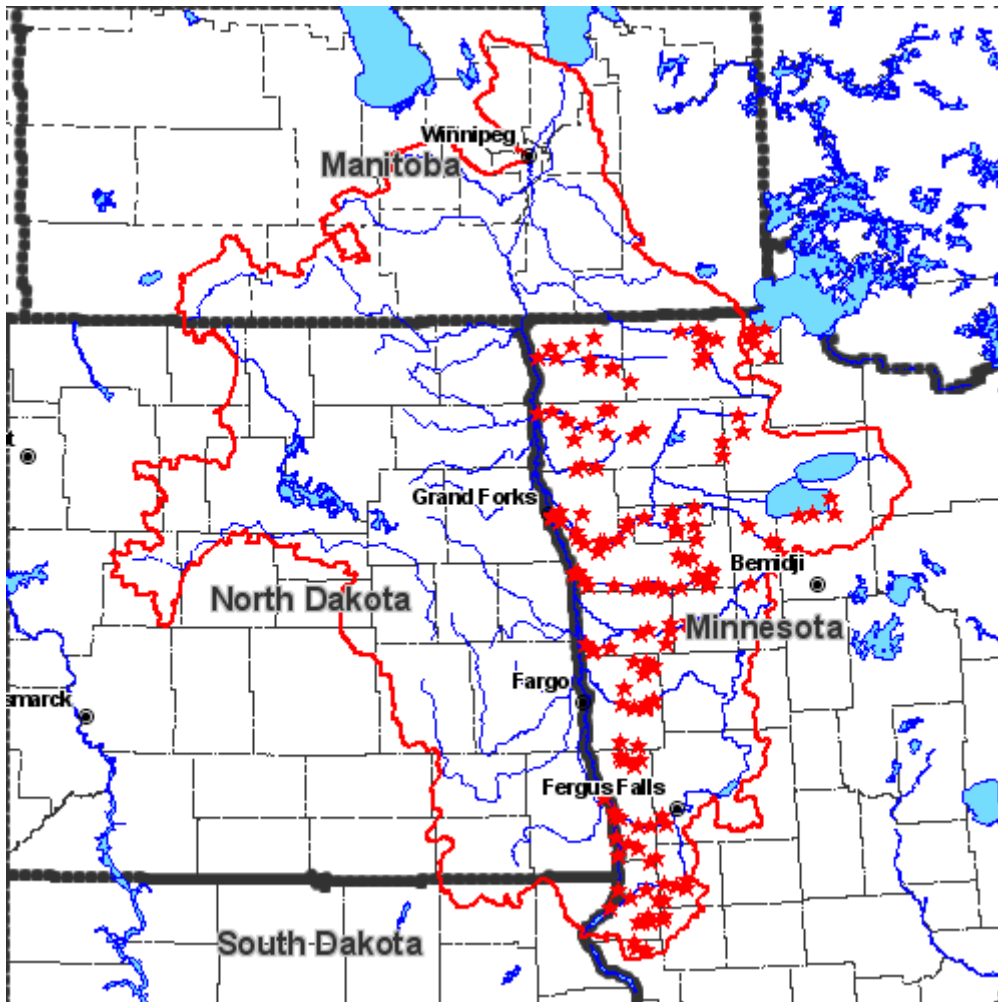 Winnipeg
Manitoba
t
Grand Forks
Bemidji
North Dakota
Minnesota
Fargo
smarck
Fergus Falls
South Dakota